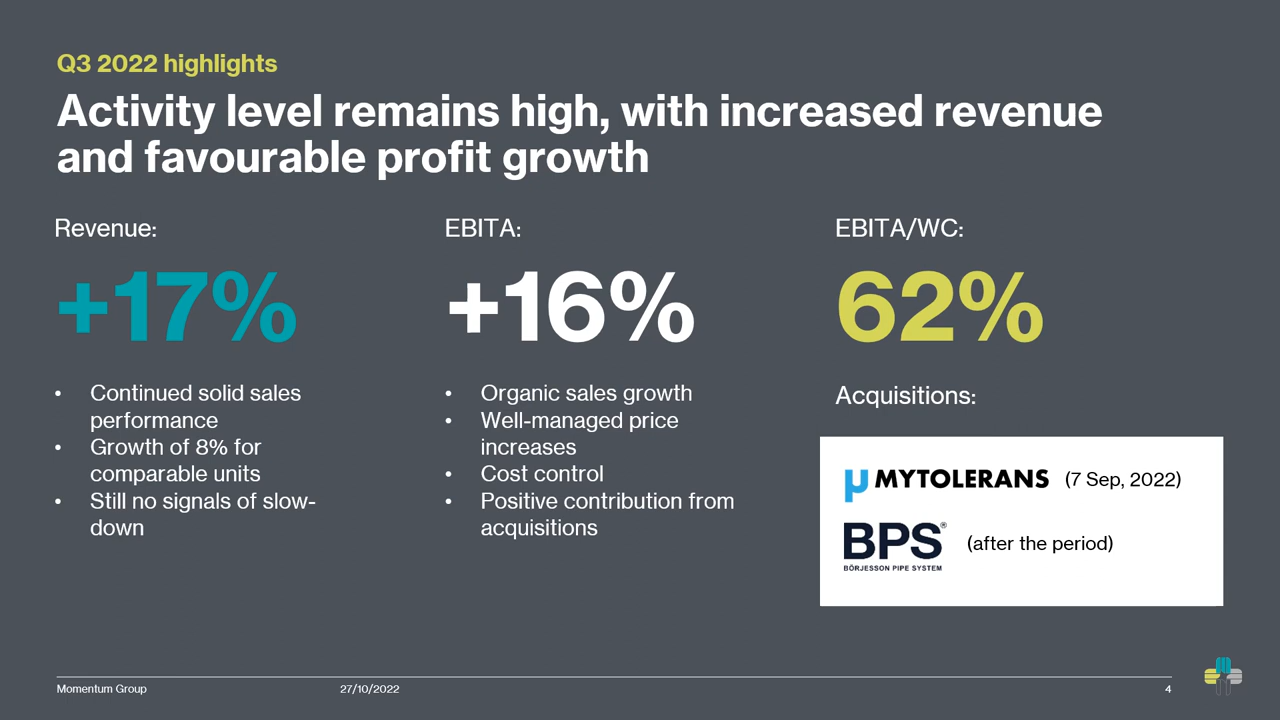 Q3 2022 highlights
Activity level remains high, with increased revenue
and favourable profit growth
Revenue:
+17%
• Continued solid sales
performance
• Growth of 8% for
comparable units
• Still no signals of slow-
down
EBITA:
+16%
• Organic sales growth
• Well-managed price
increases
• Cost control
• Positive contribution from
acquisitions
EBITA/WC:
62%
Acquisitions:
µ MYTOLERANS (7 Sep, 2022)
BPS® (after the period)
BÖRJESSON PIPE SYSTEM
Momentum Group 27/10/2022 4